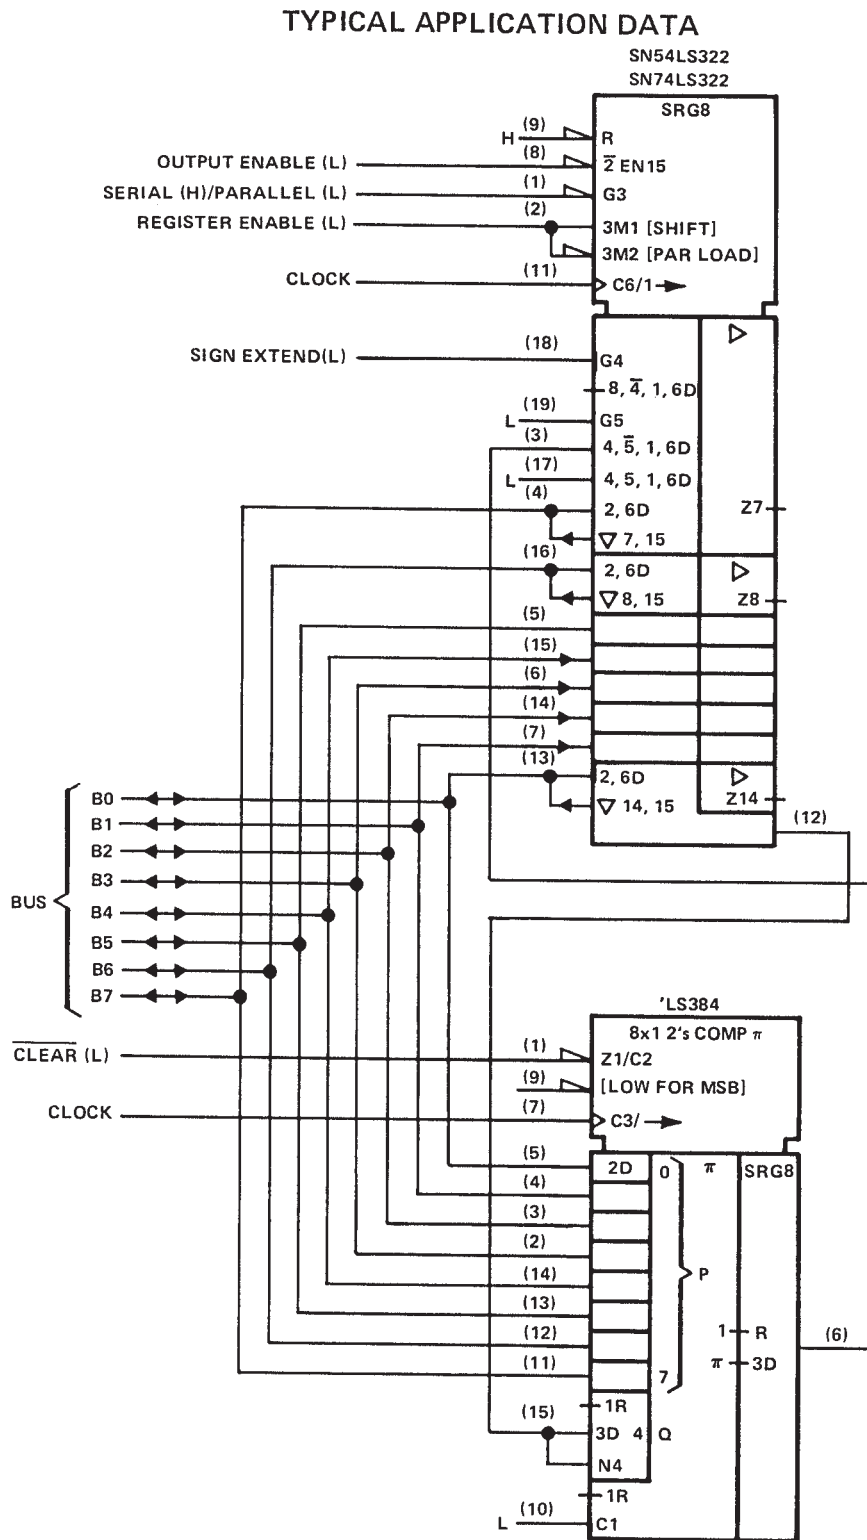 TYPICAL APPLICATION DATA
SN54LS322
SN74LS322
SRG8
H (9) R
OUTPUT ENABLE (L) (8) 2̅ EN15
SERIAL (H)/PARALLEL (L) (1) G3
REGISTER ENABLE (L) (2) 3M1 [SHIFT]
3M2 [PAR LOAD]
CLOCK (11) C6/1
SIGN EXTEND(L) (18) G4
8, 4̅, 1, 6D
L (19) G5
(3) 4, 5̅, 1, 6D
L (17) 4, 5, 1, 6D
(4) 2, 6D Z7
▽ 7, 15
(16) 2, 6D
▽ 8, 15 Z8
(5)
(15)
(6)
(14)
(7)
(13) 2, 6D
▽ 14, 15 Z14
(12)
BUS
B0
B1
B2
B3
B4
B5
B6
B7
'LS384
8x1 2's COMP π
C̅L̅E̅A̅R̅ (L) (1) Z1/C2
(9) [LOW FOR MSB]
CLOCK (7) C3/
(5) 2D 0 π SRG8
(4)
(3)
(2)
(14) P
(13)
(12) 1 R (6)
(11) 7 π 3D
1R
(15) 3D 4 Q
N4
1R
L (10) C1